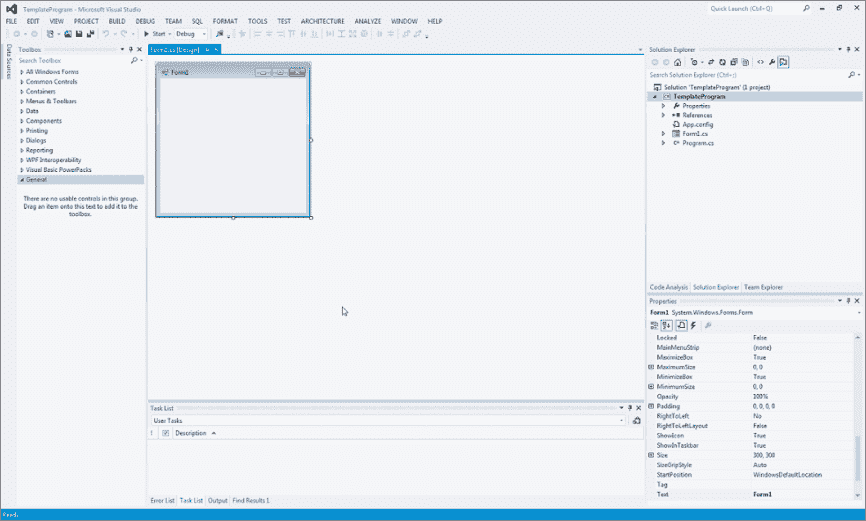 TemplateProgram - Microsoft Visual Studio
Quick Launch (Ctrl+Q)
FILE EDIT VIEW PROJECT BUILD DEBUG TEAM SQL FORMAT TOOLS TEST ARCHITECTURE ANALYZE WINDOW HELP
Start Debug
Data Sources
Toolbox
Search Toolbox
All Windows Forms
Common Controls
Containers
Menus & Toolbars
Data
Components
Printing
Dialogs
Reporting
WPF Interoperability
Visual Basic PowerPacks
General
There are no usable controls in this group.
Drag an item onto this text to add it to the
toolbox.
Form1.cs [Design]
Form1
Task List
User Tasks
! Description
Error List Task List Output Find Results 1
Solution Explorer
Search Solution Explorer (Ctrl+;)
Solution 'TemplateProgram' (1 project)
TemplateProgram
Properties
References
App.config
Form1.cs
Program.cs
Code Analysis Solution Explorer Team Explorer
Properties
Form1 System.Windows.Forms.Form
Locked False
MainMenuStrip (none)
MaximizeBox True
MaximumSize 0, 0
MinimizeBox True
MinimumSize 0, 0
Opacity 100%
Padding 0, 0, 0, 0
RightToLeft No
RightToLeftLayout False
ShowIcon True
ShowInTaskbar True
Size 300, 300
SizeGripStyle Auto
StartPosition WindowsDefaultLocation
Tag
Text Form1
Ready